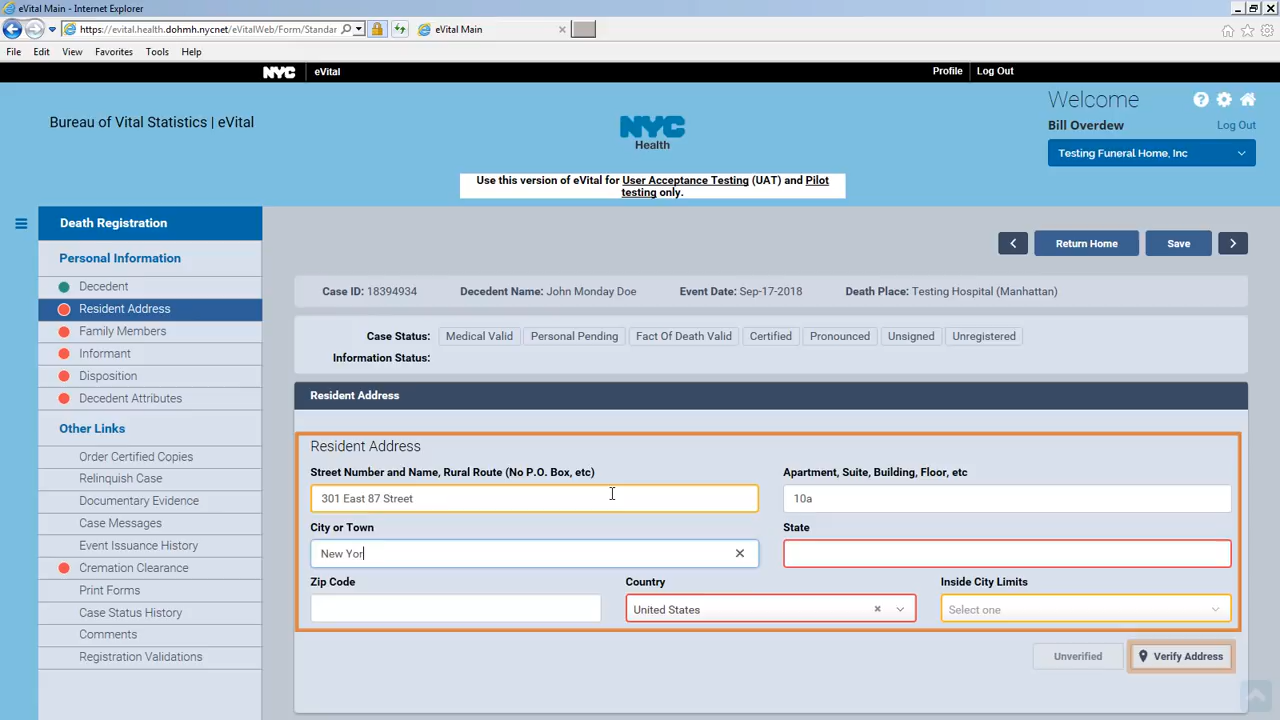 eVital Main - Internet Explorer
https://evital.health.dohmh.nycnet/eVitalWeb/Form/Standar
eVital Main
File Edit View Favorites Tools Help
NYC eVital Profile Log Out
Bureau of Vital Statistics | eVital
NYC
Health
Welcome
Bill Overdew Log Out
Testing Funeral Home, Inc
Use this version of eVital for User Acceptance Testing (UAT) and Pilot
testing only.
Death Registration
Personal Information
Decedent
Resident Address
Family Members
Informant
Disposition
Decedent Attributes
Other Links
Order Certified Copies
Relinquish Case
Documentary Evidence
Case Messages
Event Issuance History
Cremation Clearance
Print Forms
Case Status History
Comments
Registration Validations
Return Home Save
Case ID: 18394934 Decedent Name: John Monday Doe Event Date: Sep-17-2018 Death Place: Testing Hospital (Manhattan)
Case Status: Medical Valid Personal Pending Fact Of Death Valid Certified Pronounced Unsigned Unregistered
Information Status:
Resident Address
Resident Address
Street Number and Name, Rural Route (No P.O. Box, etc) Apartment, Suite, Building, Floor, etc
301 East 87 Street 10a
City or Town State
New Yor
Zip Code Country Inside City Limits
United States Select one
Unverified Verify Address